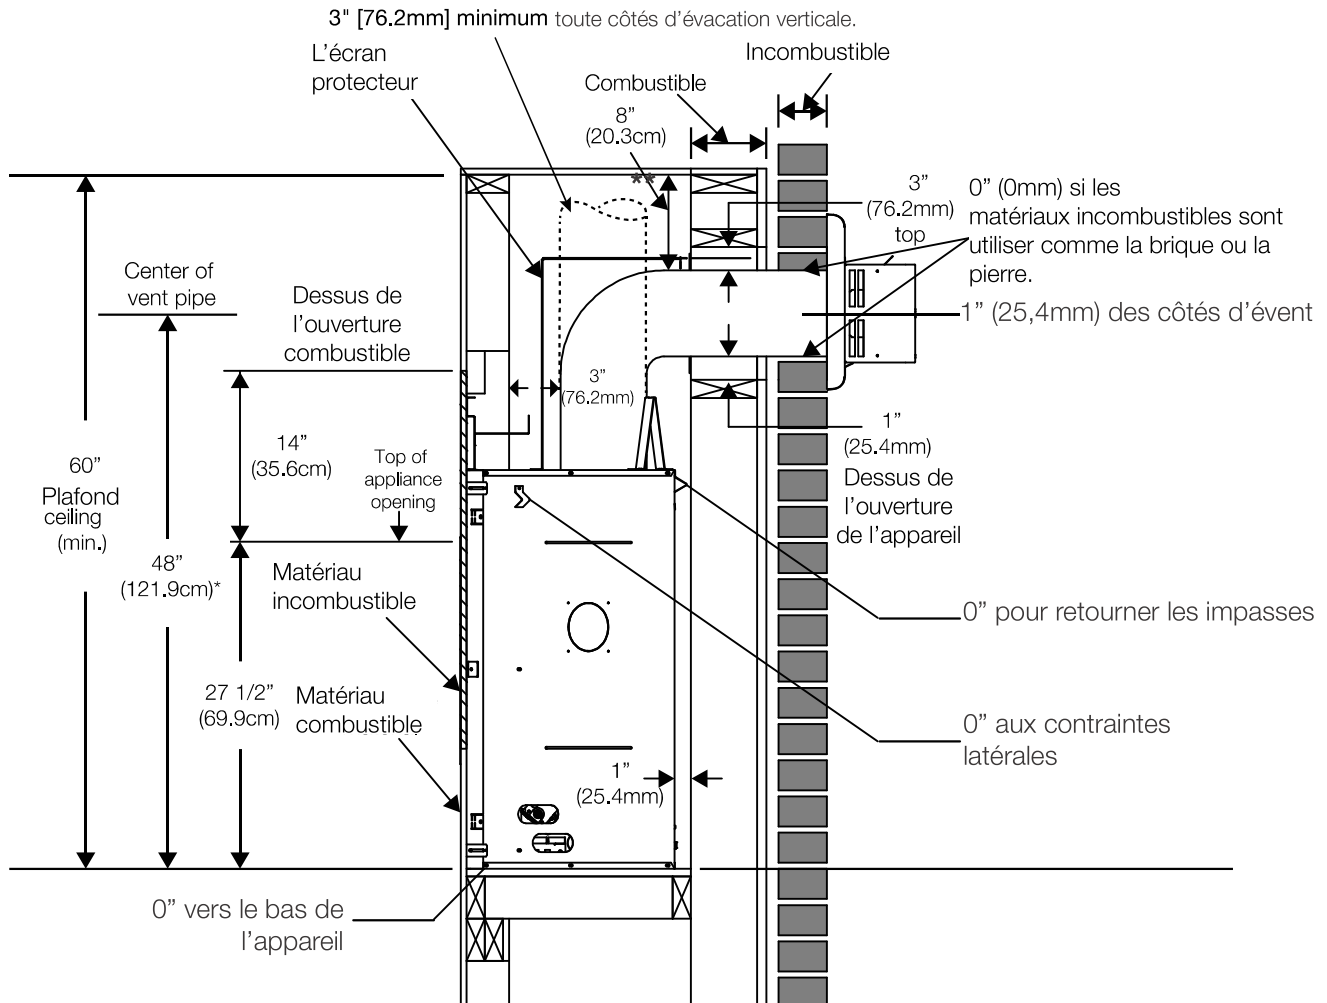 3" [76.2mm] minimum toute côtés d'évacation verticale.
L'écran
protecteur
Incombustible
Combustible
8"
(20.3cm)
**
3"
(76.2mm)
top
0" (0mm) si les
matériaux incombustibles sont
utiliser comme la brique ou la
pierre.
Center of
vent pipe
Dessus de
l'ouverture
combustible
1" (25,4mm) des côtés d'évent
3"
(76.2mm)
1"
(25.4mm)
14"
(35.6cm)
Top of
appliance
opening
60"
Plafond
ceiling
(min.)
Dessus de
l'ouverture
de l'appareil
48"
(121.9cm)*
Matériau
incombustible
0" pour retourner les impasses
27 1/2"
(69.9cm)
Matériau
combustible
0" aux contraintes
latérales
1"
(25.4mm)
0" vers le bas de
l'appareil